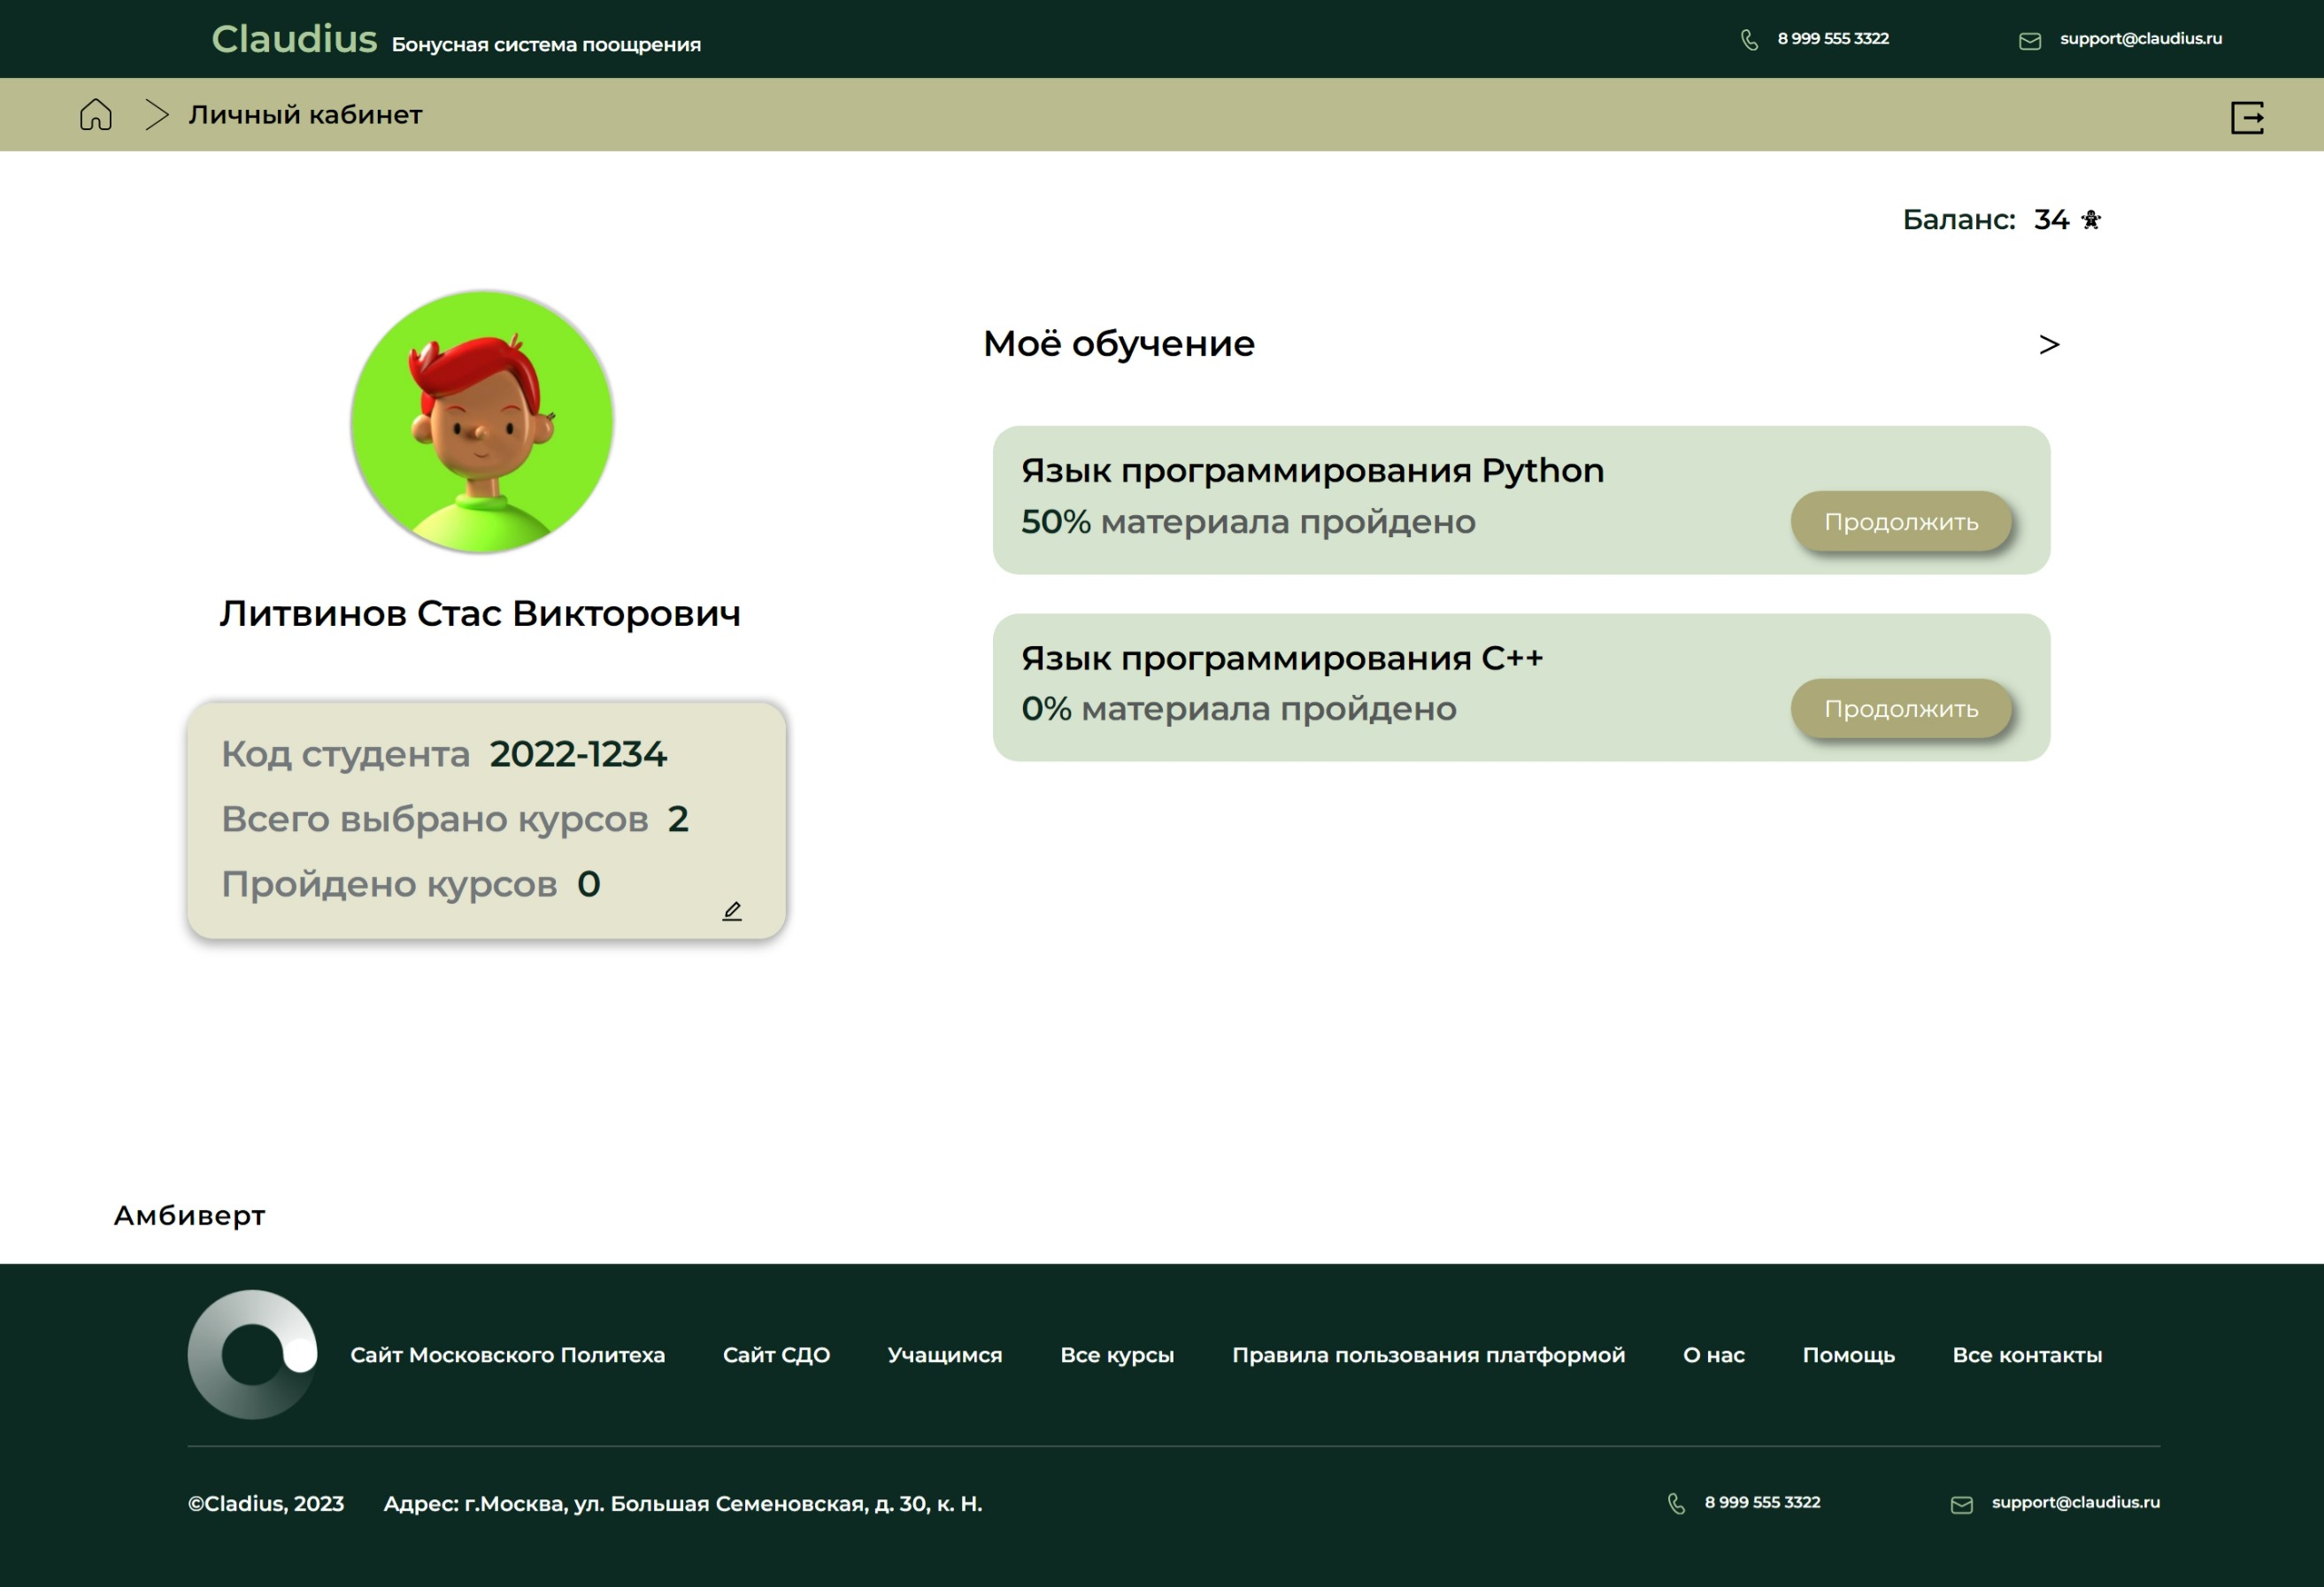 Claudius Бонусная система поощрения
8 999 555 3322
support@claudius.ru
> Личный кабинет
Баланс: 34
Моё обучение >
Язык программирования Python
50% материала пройдено
Продолжить
Язык программирования C++
0% материала пройдено
Продолжить
Литвинов Стас Викторович
Код студента 2022-1234
Всего выбрано курсов 2
Пройдено курсов 0
Амбиверт
Сайт Московского Политеха Сайт СДО Учащимся Все курсы Правила пользования платформой О нас Помощь Все контакты
©Cladius, 2023 Адрес: г.Москва, ул. Большая Семеновская, д. 30, к. Н.
8 999 555 3322
support@claudius.ru